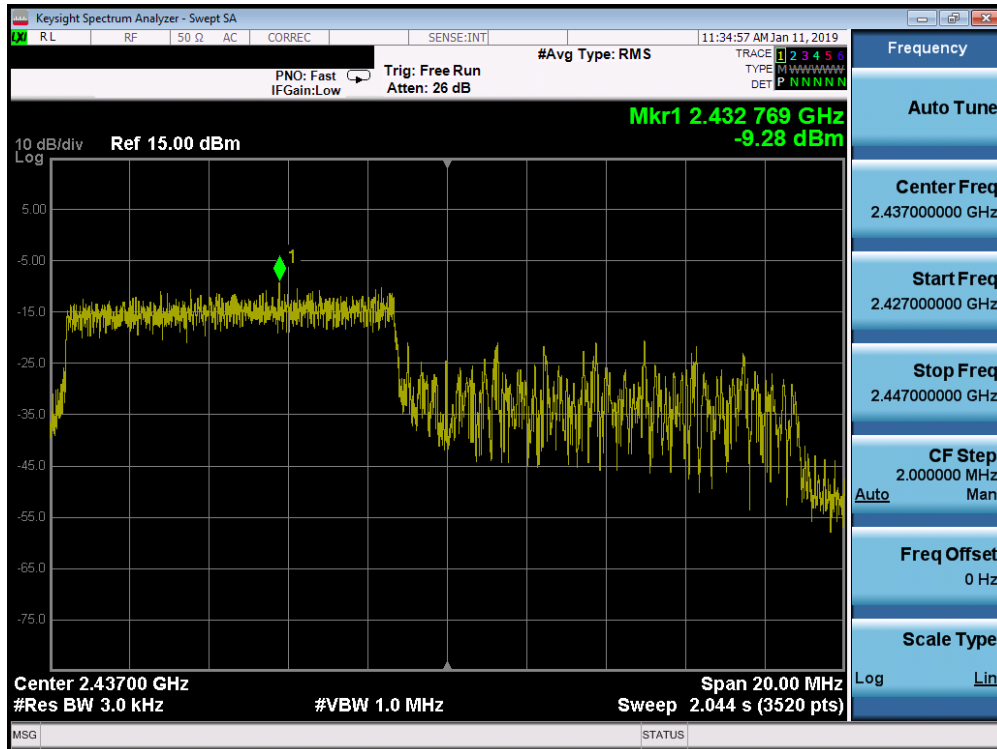 Keysight Spectrum Analyzer - Swept SA
LXI RL RF 50 Ω AC CORREC SENSE:INT 11:34:57 AM Jan 11, 2019
#Avg Type: RMS TRACE 1 2 3 4 5 6
PNO: Fast Trig: Free Run TYPE M WWWWW
IFGain:Low Atten: 26 dB DET P N N N N N
Mkr1 2.432 769 GHz
-9.28 dBm
10 dB/div Ref 15.00 dBm
Log
1
5.00
-5.00
-15.0
-25.0
-35.0
-45.0
-55.0
-65.0
-75.0
Center 2.43700 GHz Span 20.00 MHz
#Res BW 3.0 kHz #VBW 1.0 MHz Sweep 2.044 s (3520 pts)
MSG STATUS
Frequency
Auto Tune
Center Freq
2.437000000 GHz
Start Freq
2.427000000 GHz
Stop Freq
2.447000000 GHz
CF Step
2.000000 MHz
Auto Man
Freq Offset
0 Hz
Scale Type
Log Lin